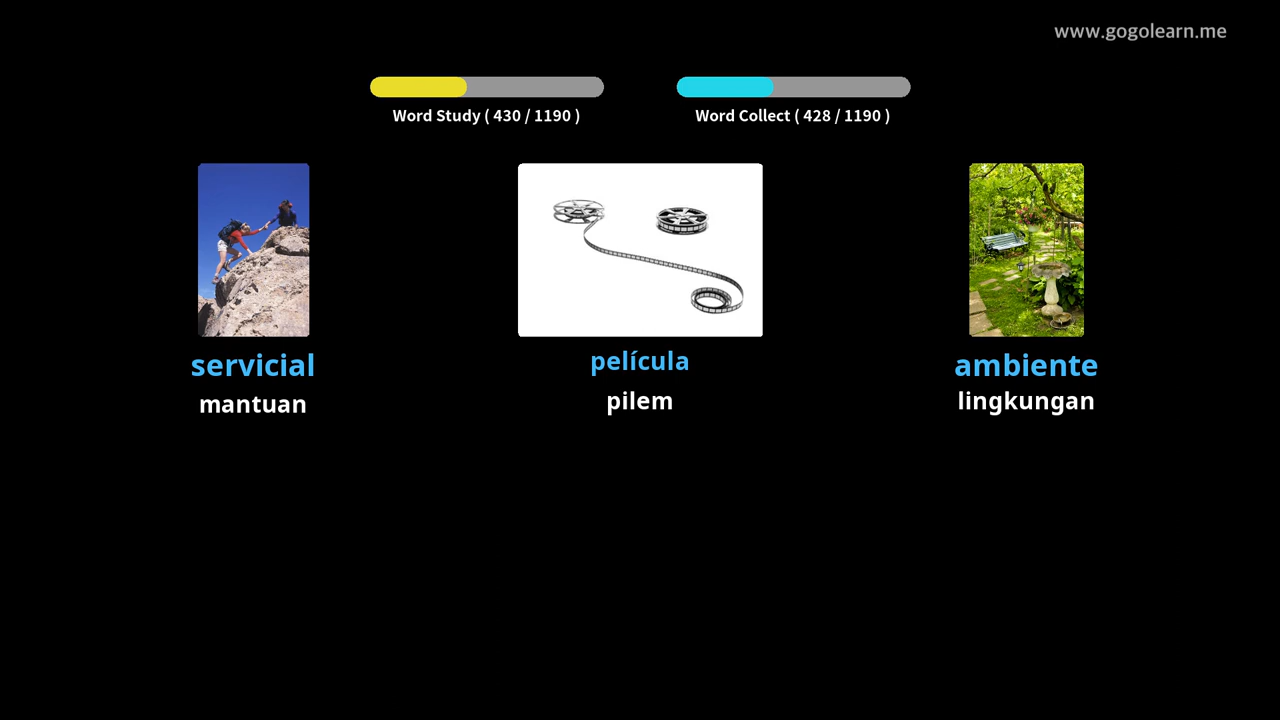 www.gogolearn.me
Word Study ( 430 / 1190 )
Word Collect ( 428 / 1190 )
servicial
mantuan
película
pilem
ambiente
lingkungan